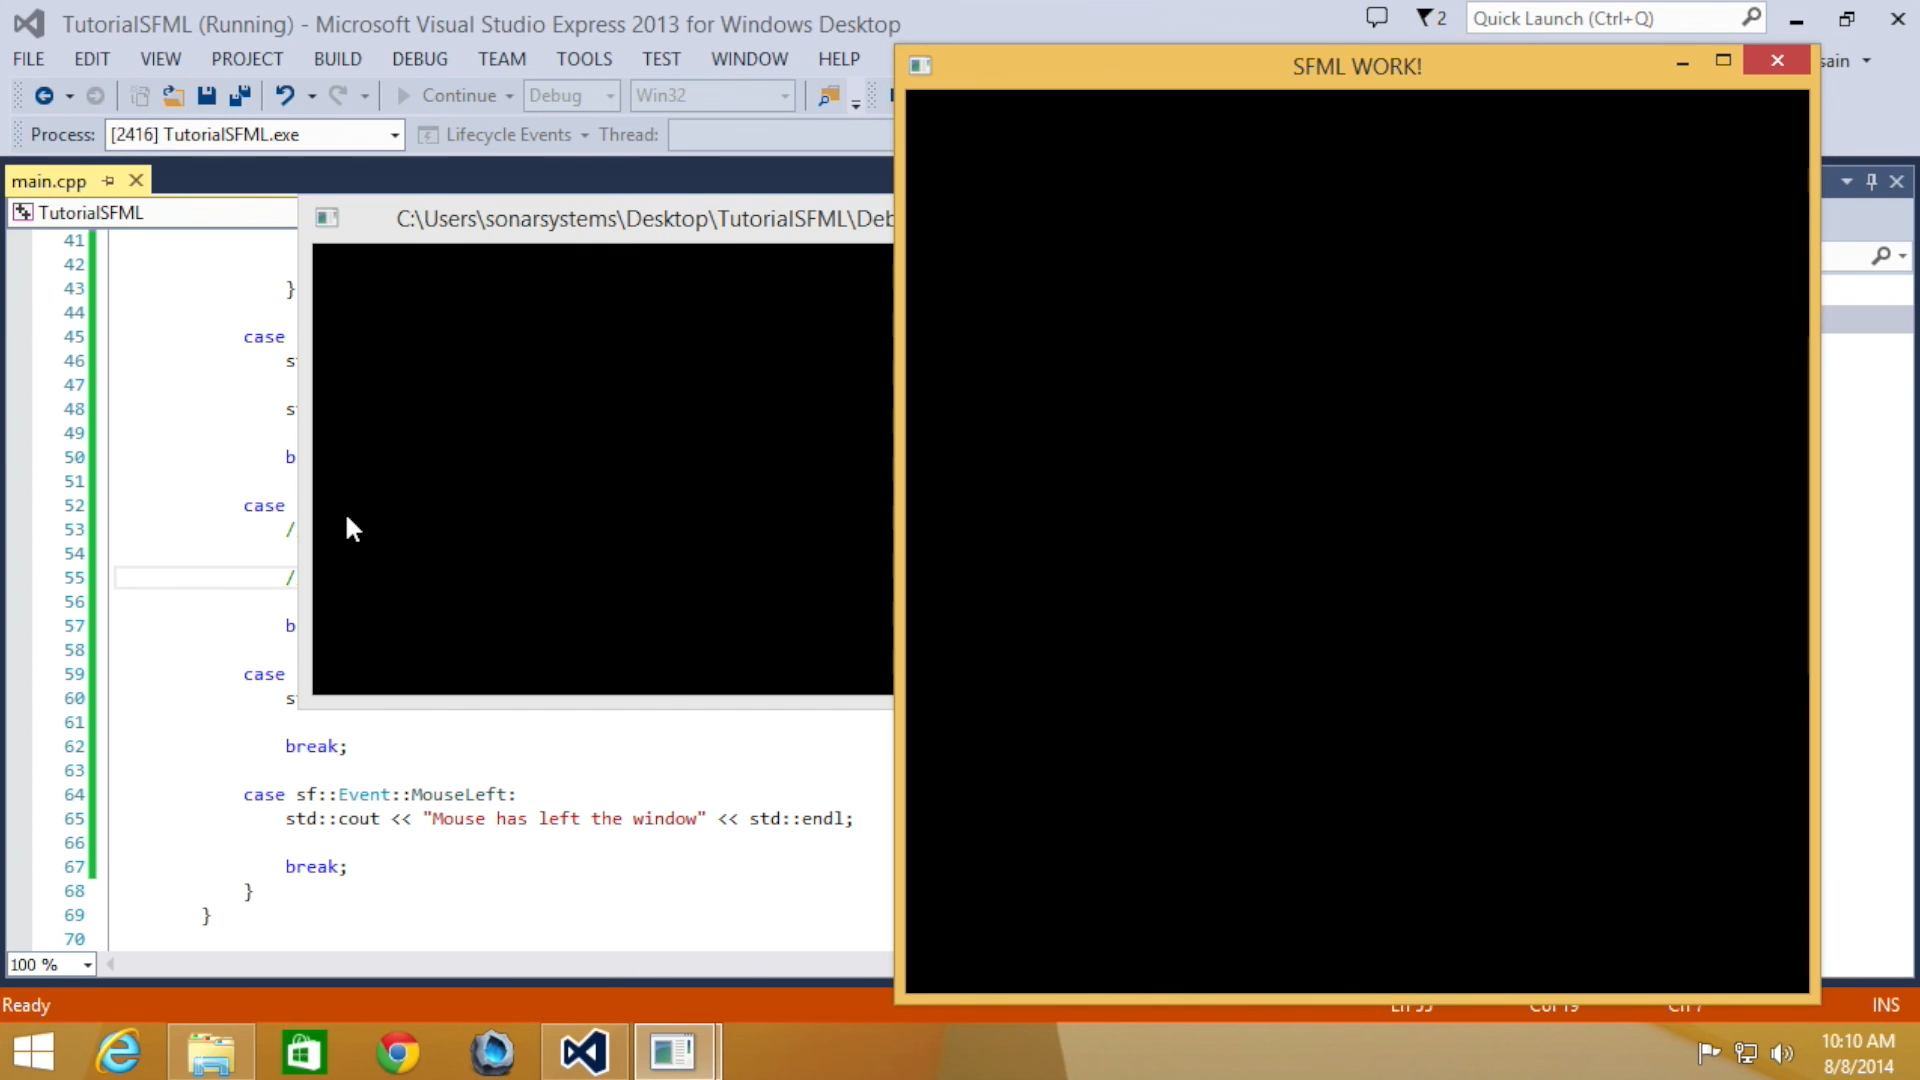 TutorialSFML (Running) - Microsoft Visual Studio Express 2013 for Windows Desktop
2
Quick Launch (Ctrl+Q)
FILE EDIT VIEW PROJECT BUILD DEBUG TEAM TOOLS TEST WINDOW HELP
SFML WORK!
sain
Continue Debug Win32
Process: [2416] TutorialSFML.exe Lifecycle Events Thread:
main.cpp
TutorialSFML
C:\Users\sonarsystems\Desktop\TutorialSFML\Deb
41
42
43 }
44
45 case
46 s
47
48 s
49
50 b
51
52 case
53 /
54
55 /
56
57 b
58
59 case
60 s
61
62 break;
63
64 case sf::Event::MouseLeft:
65 std::cout << "Mouse has left the window" << std::endl;
66
67 break;
68 }
69 }
70
100 %
Ready
INS
10:10 AM
8/8/2014